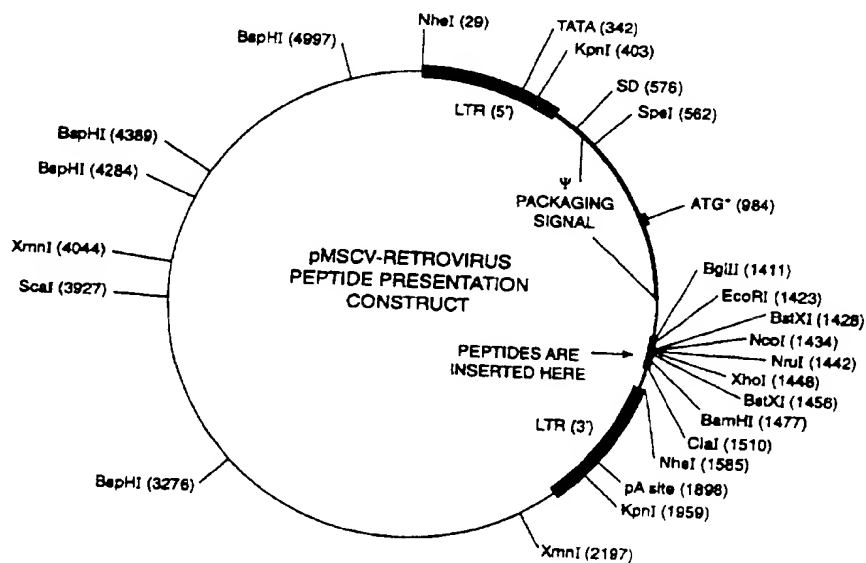 NheI (29)
TATA (342)
KpnI (403)
SD (576)
SpeI (562)
LTR (5')
Ψ
PACKAGING
SIGNAL
ATG* (984)
BglII (1411)
EcoRI (1423)
BstXI (1428)
NcoI (1434)
NruI (1442)
XhoI (1448)
BstXI (1456)
BamHI (1477)
ClaI (1510)
NheI (1585)
PEPTIDES ARE
INSERTED HERE
LTR (3')
pA site (1898)
KpnI (1959)
XmnI (2197)
BspHI (3276)
ScaI (3927)
XmnI (4044)
BspHI (4284)
BspHI (4389)
BspHI (4997)
pMSCV-RETROVIRUS
PEPTIDE PRESENTATION
CONSTRUCT